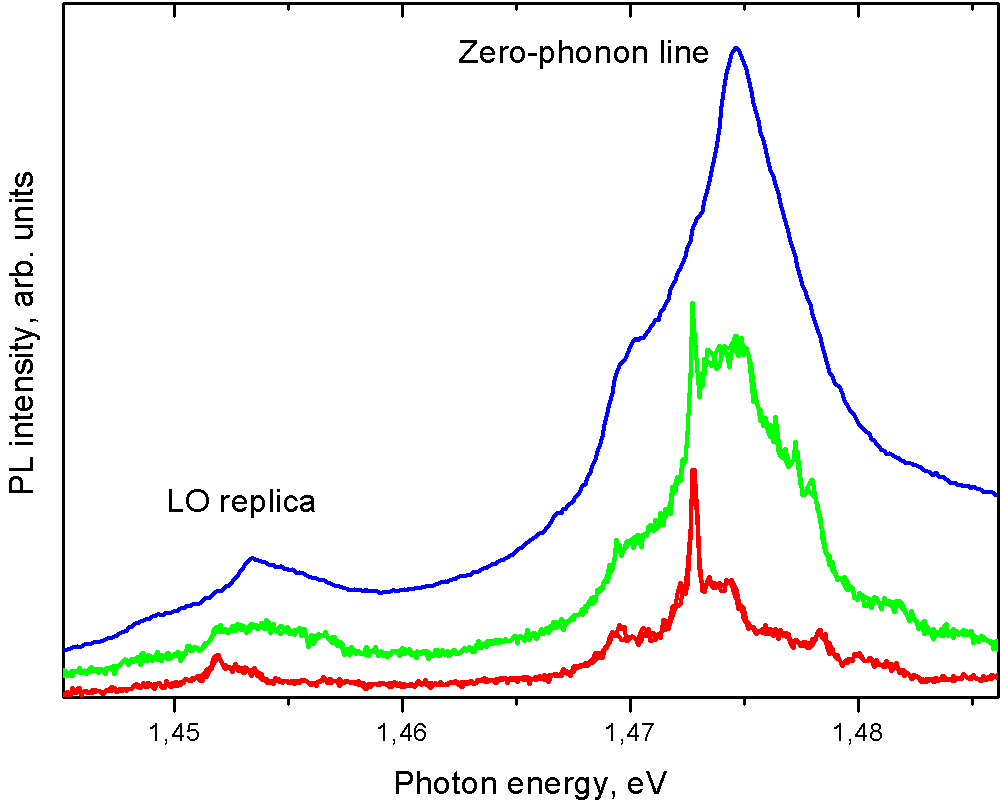 Zero-phonon line
LO replica
PL intensity, arb. units
1,45
1,46
1,47
1,48
Photon energy, eV